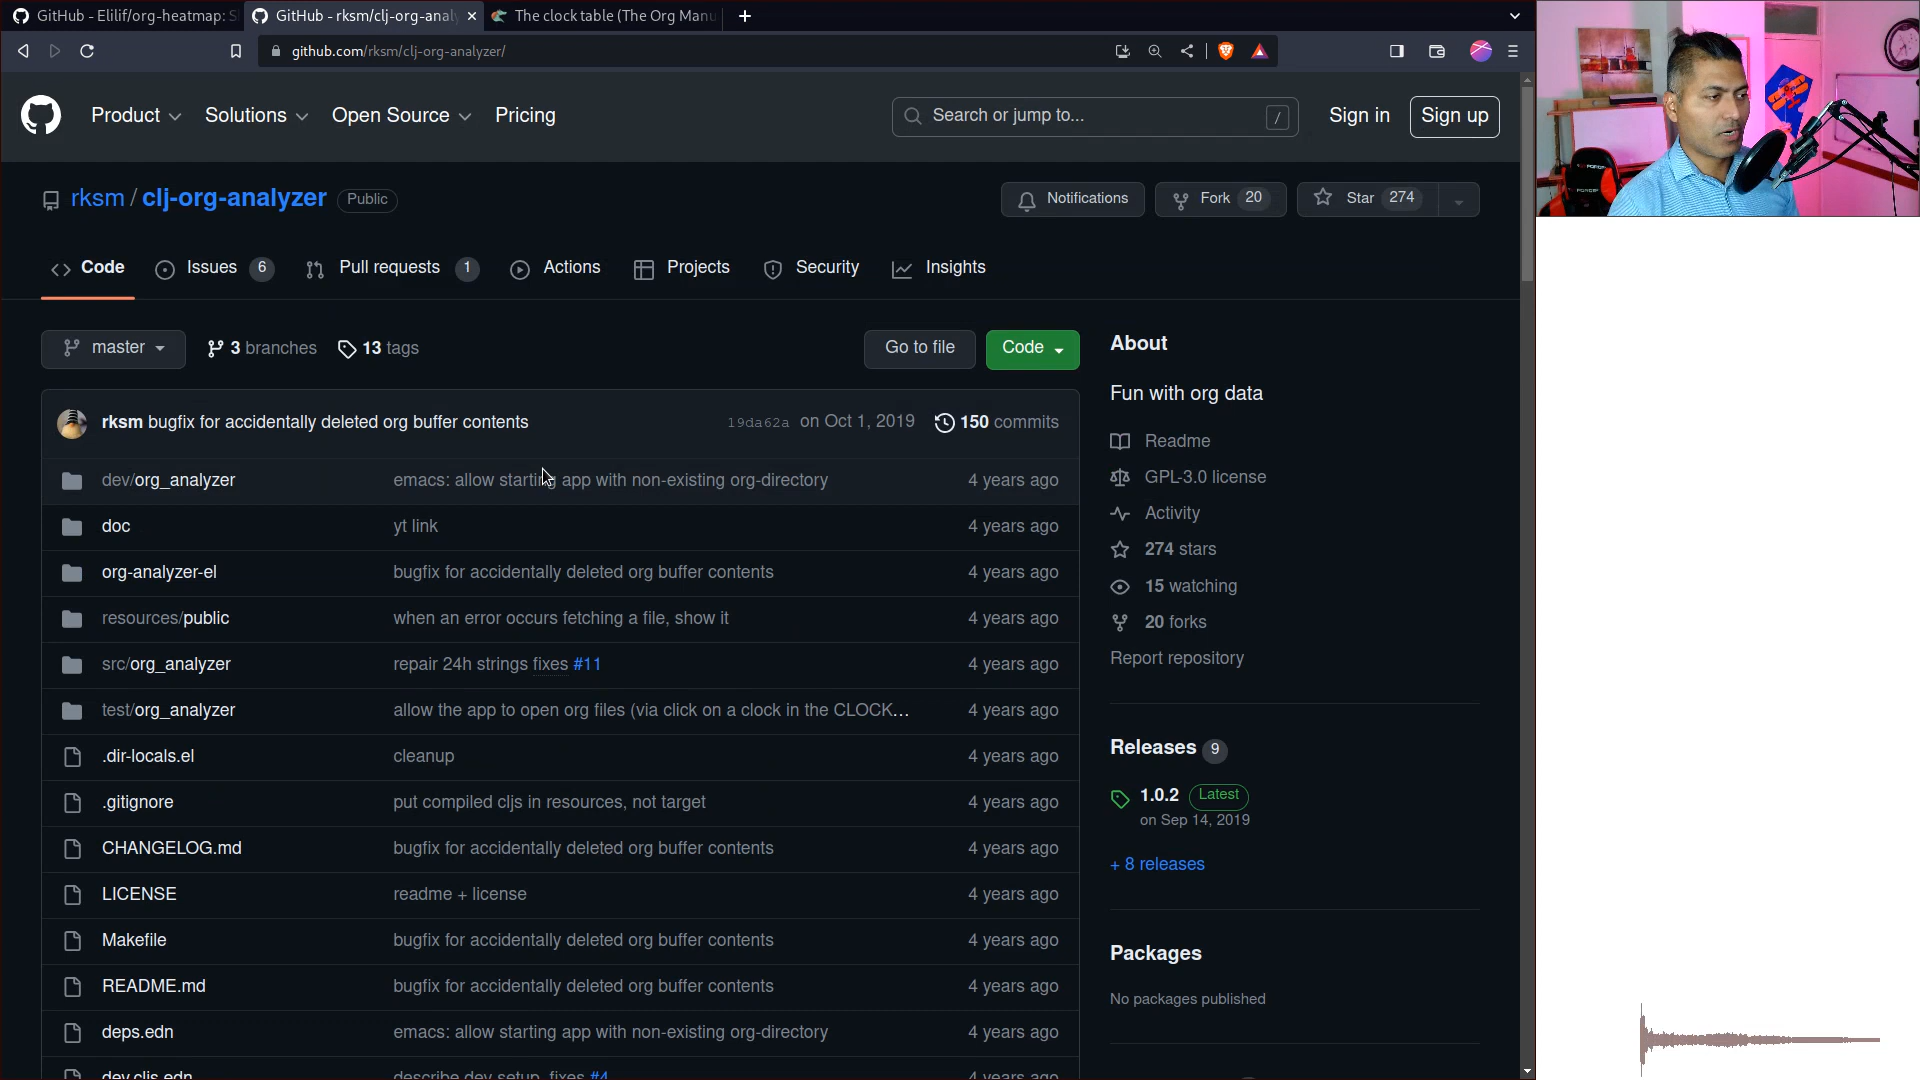 GitHub - Elilif/org-heatmap: S
GitHub - rksm/clj-org-analy
The clock table (The Org Manu
github.com/rksm/clj-org-analyzer/
Product
Solutions
Open Source
Pricing
Search or jump to...
/
Sign in
Sign up
rksm / clj-org-analyzer
Public
Notifications
Fork 20
Star 274
Code
Issues 6
Pull requests 1
Actions
Projects
Security
Insights
master
3 branches
13 tags
Go to file
Code
rksm bugfix for accidentally deleted org buffer contents
19da62a on Oct 1, 2019
150 commits
dev/org_analyzer emacs: allow starting app with non-existing org-directory 4 years ago
doc yt link 4 years ago
org-analyzer-el bugfix for accidentally deleted org buffer contents 4 years ago
resources/public when an error occurs fetching a file, show it 4 years ago
src/org_analyzer repair 24h strings fixes #11 4 years ago
test/org_analyzer allow the app to open org files (via click on a clock in the CLOCK… 4 years ago
.dir-locals.el cleanup 4 years ago
.gitignore put compiled cljs in resources, not target 4 years ago
CHANGELOG.md bugfix for accidentally deleted org buffer contents 4 years ago
LICENSE readme + license 4 years ago
Makefile bugfix for accidentally deleted org buffer contents 4 years ago
README.md bugfix for accidentally deleted org buffer contents 4 years ago
deps.edn emacs: allow starting app with non-existing org-directory 4 years ago
dev.cljs.edn describe dev setup, fixes #4 4 years ago
About
Fun with org data
Readme
GPL-3.0 license
Activity
274 stars
15 watching
20 forks
Report repository
Releases 9
1.0.2 Latest
on Sep 14, 2019
+ 8 releases
Packages
No packages published